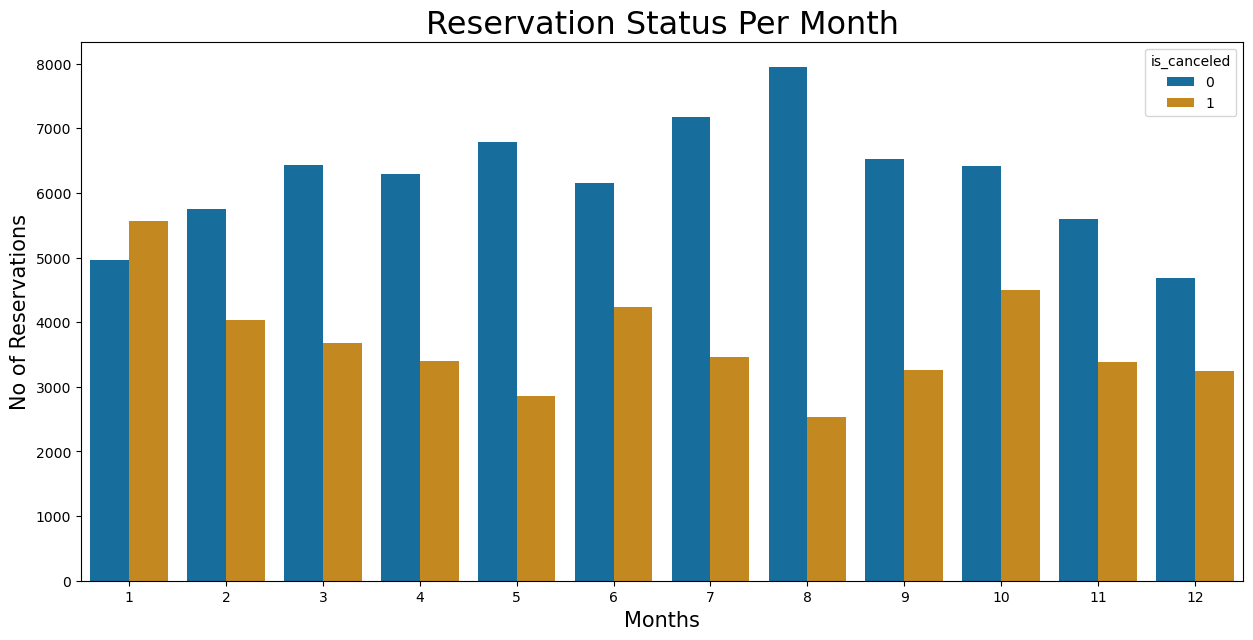 Reservation Status Per Month
is_canceled
0
1
No of Reservations
8000
7000
6000
5000
4000
3000
2000
1000
0
1 2 3 4 5 6 7 8 9 10 11 12
Months